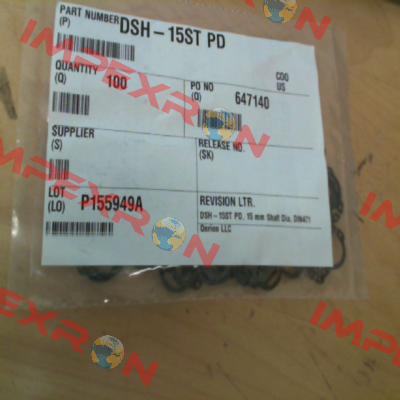 PART NUMBER
(P)
DSH-15ST PD
QUANTITY
(Q)
100
PO NO
(Q)
647140
COO
US
SUPPLIER
(S)
RELEASE NO.
(SK)
LOT
(LO)
P155949A
REVISION LTR.
DSH-15ST PD, 15 mm Shaft Dia. DIN471
IMPEXRON
IMPEXRON
IMPEXRON
IMPEXRON